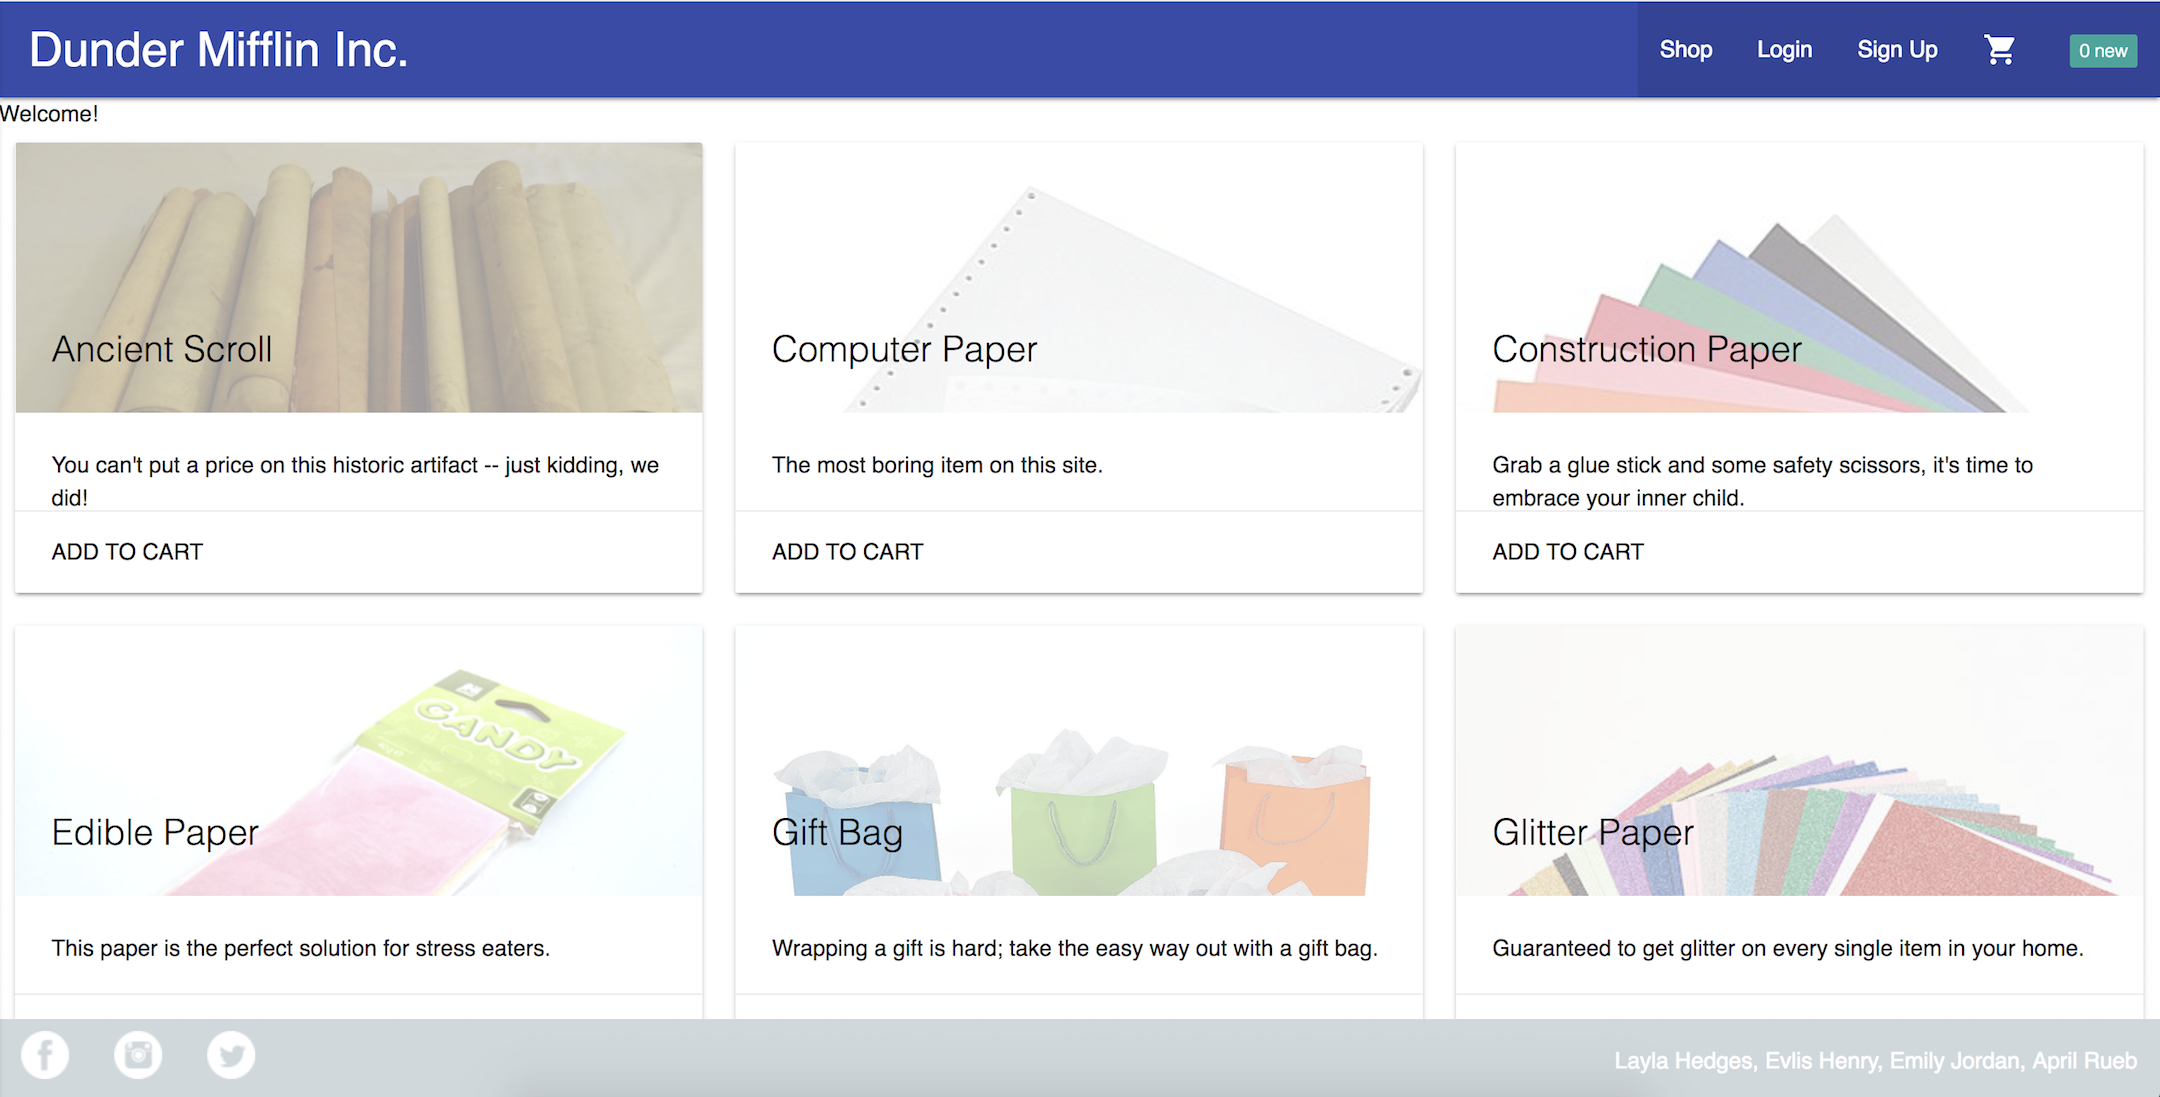 Dunder Mifflin Inc.
Shop
Login
Sign Up
0 new
Welcome!
Ancient Scroll
You can't put a price on this historic artifact -- just kidding, we
did!
ADD TO CART
Computer Paper
The most boring item on this site.
ADD TO CART
Construction Paper
Grab a glue stick and some safety scissors, it's time to
embrace your inner child.
ADD TO CART
CANDY
Edible Paper
This paper is the perfect solution for stress eaters.
Gift Bag
Wrapping a gift is hard; take the easy way out with a gift bag.
Glitter Paper
Guaranteed to get glitter on every single item in your home.
Layla Hedges, Evlis Henry, Emily Jordan, April Rueb